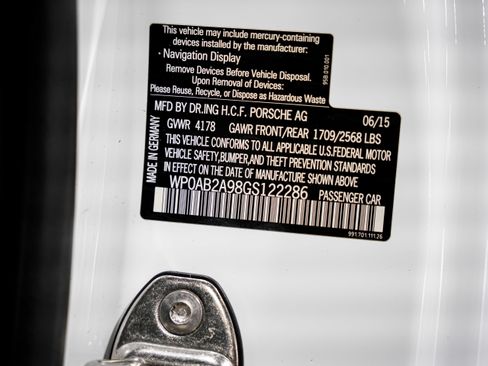 This vehicle may include mercury-containing
devices installed by the manufacturer:
· Navigation Display
Remove Devices Before Vehicle Disposal.
Upon Removal of Devices:
Please Reuse, Recycle, or Dispose as Hazardous Waste
95B.010.001
MFD BY DR.ING H.C.F. PORSCHE AG 06/15
GVWR 4178 GAWR FRONT/REAR 1709/2568 LBS
THIS VEHICLE CONFORMS TO ALL APPLICABLE U.S.FEDERAL MOTOR
VEHICLE SAFETY,BUMPER,AND THEFT PREVENTION STANDARDS
IN EFFECT ON THE DATE OF MANUFACTURE SHOWN ABOVE
WP0AB2A98GS122286 PASSENGER CAR
MADE IN GERMANY
991.701.111.26